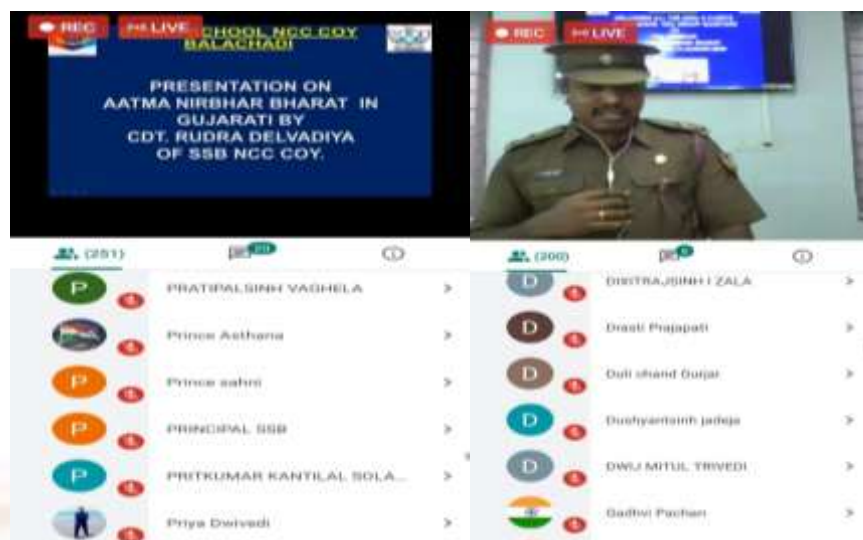 REC
LIVE
SCHOOL NCC COY
BALACHADI
PRESENTATION ON
AATMA NIRBHAR BHARAT IN
GUJARATI BY
CDT. RUDRA DELVADIYA
OF SSB NCC COY.
(251)
PRATIPALSINH VAGHELA
Prince Asthana
Prince sahni
PRINCIPAL SSB
PRITKUMAR KANTILAL SOLA...
Priya Dwivedi
REC
LIVE
(200)
ZALA
Drasti Prajapati
Duli chand Gurjar
Dushyantsinh jadeja
DWIJ MITUL TRIVEDI
Gadhvi